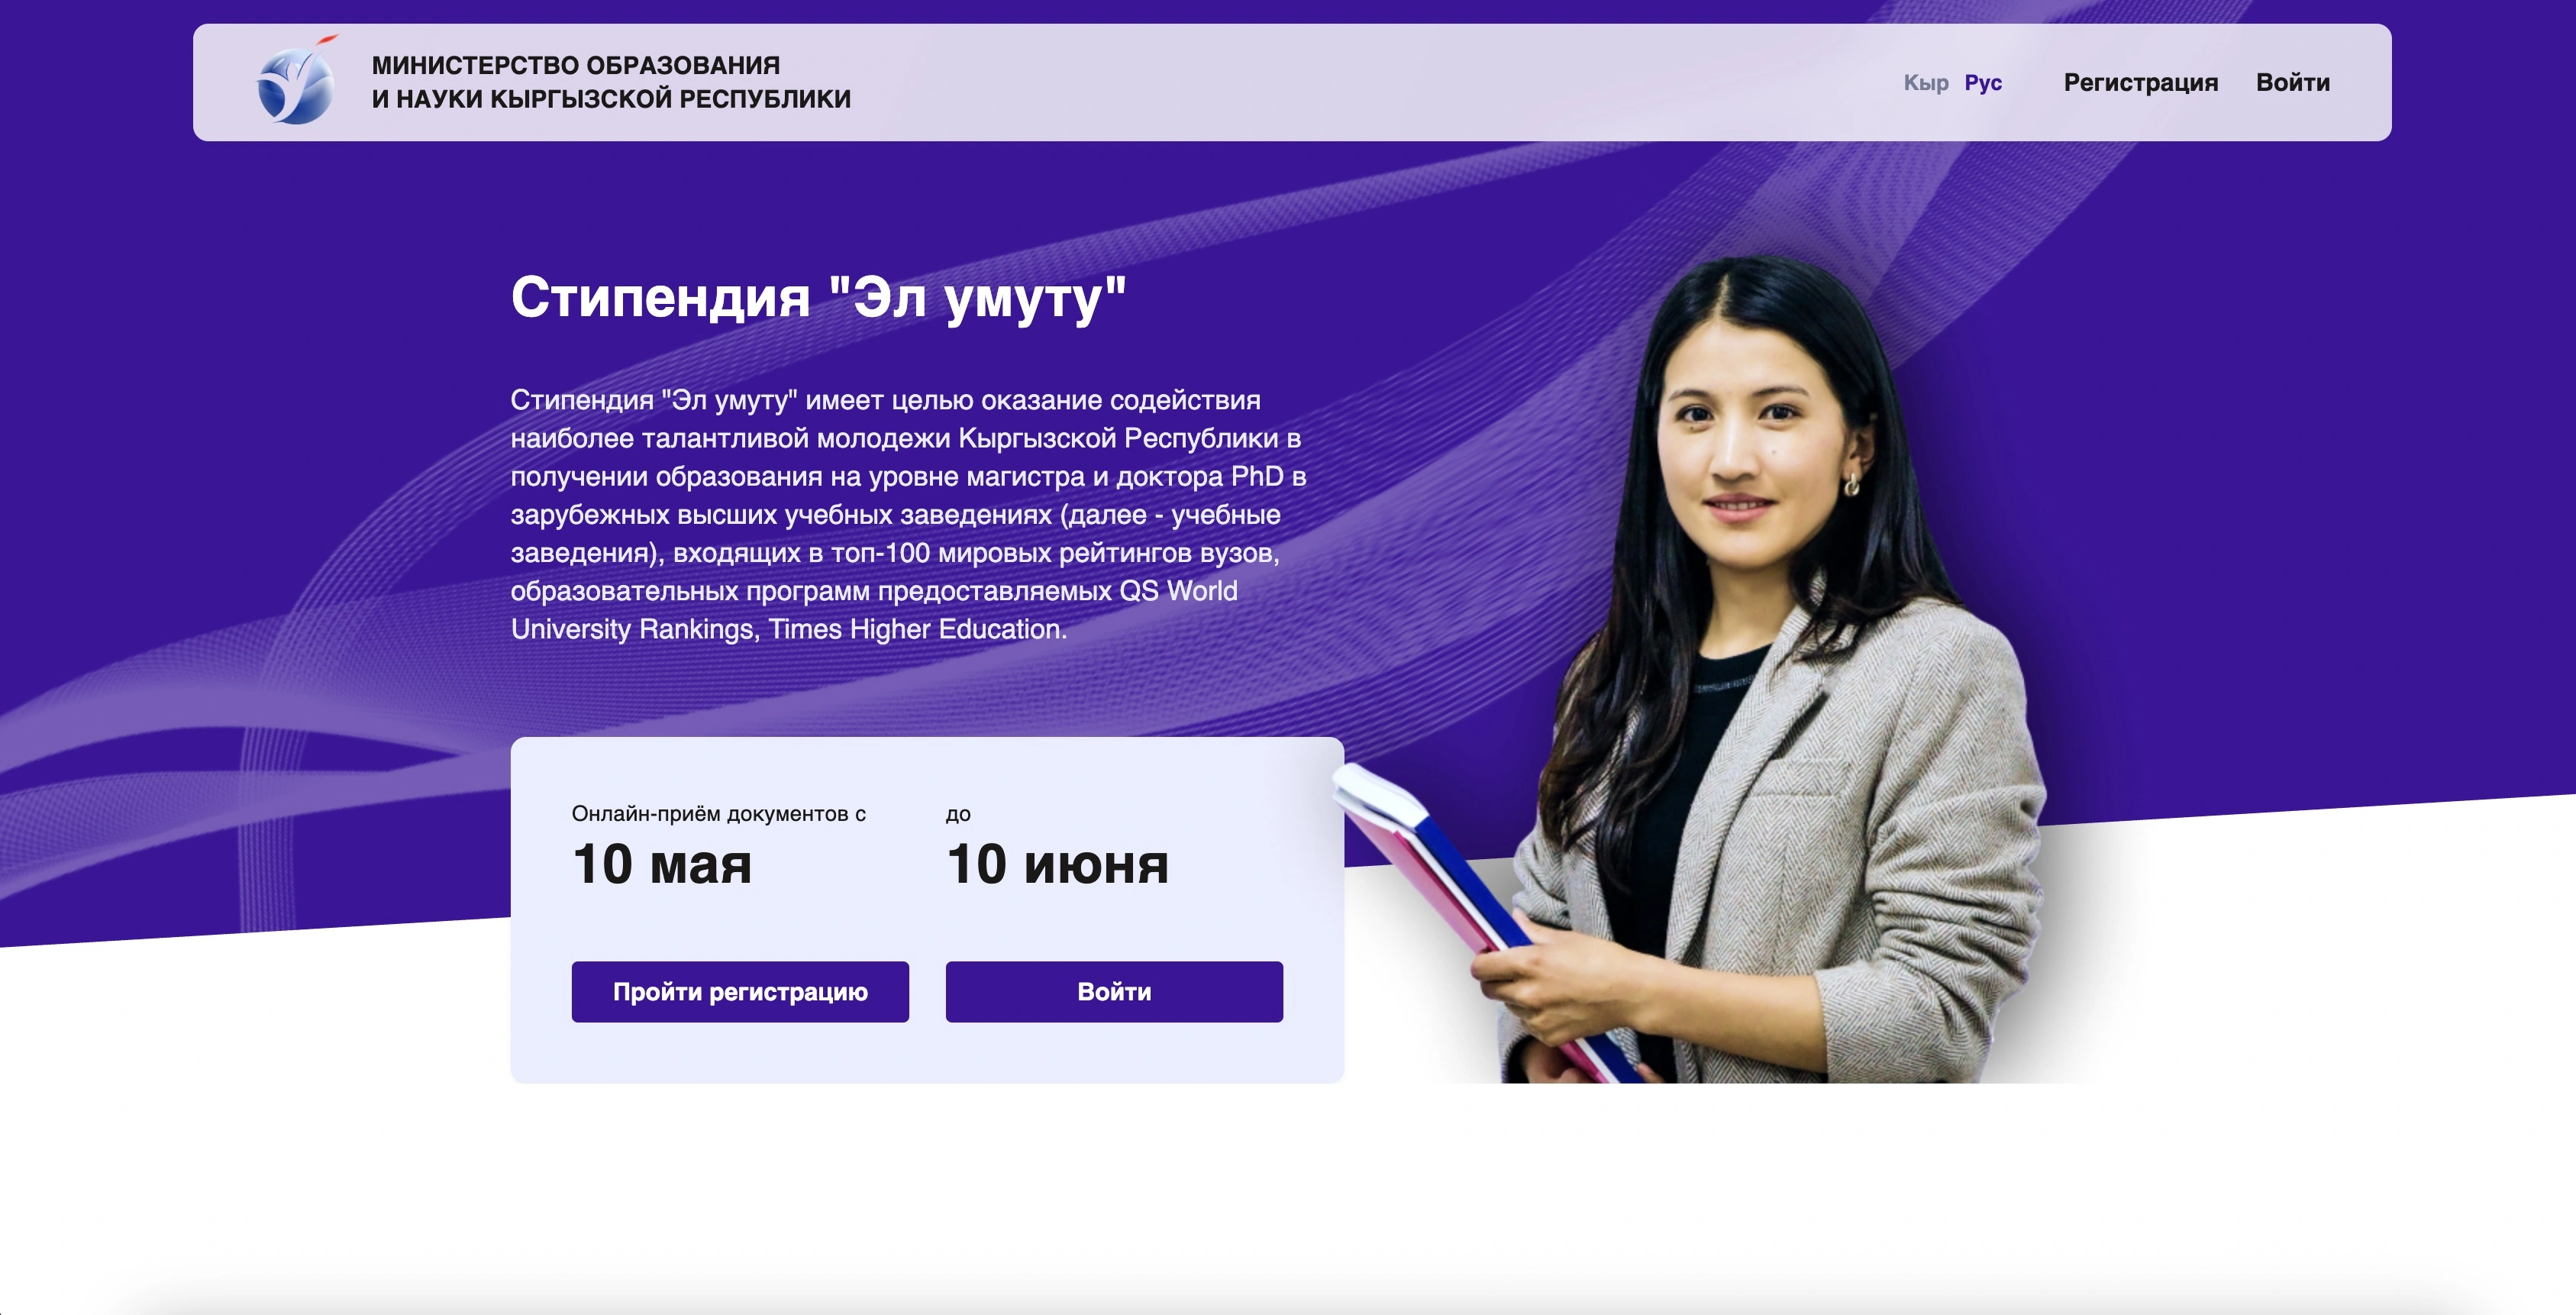 МИНИСТЕРСТВО ОБРАЗОВАНИЯ
И НАУКИ КЫРГЫЗСКОЙ РЕСПУБЛИКИ
Кыр Рус Регистрация Войти
Стипендия "Эл умуту"
Стипендия "Эл умуту" имеет целью оказание содействия
наиболее талантливой молодежи Кыргызской Республики в
получении образования на уровне магистра и доктора PhD в
зарубежных высших учебных заведениях (далее - учебные
заведения), входящих в топ-100 мировых рейтингов вузов,
образовательных программ предоставляемых QS World
University Rankings, Times Higher Education.
Онлайн-приём документов с
10 мая
до
10 июня
Пройти регистрацию
Войти